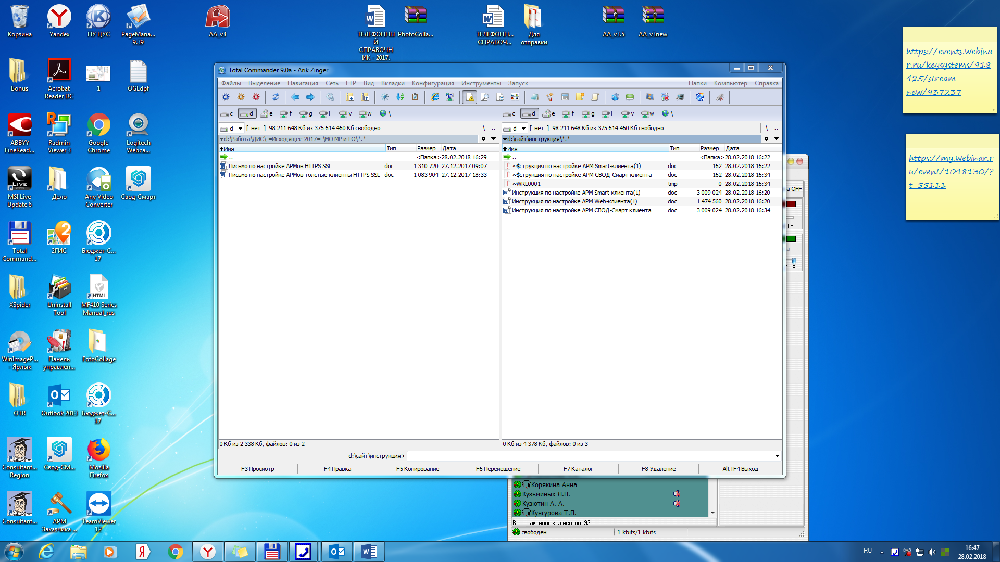 Корзина
Yandex
ПУ ЦУС
PageMana...
9.39
AA_v3
ТЕЛЕФОННЫ
Й
СПРАВОЧН
ИК - 2017.
PhotoColla...
ТЕЛЕФОНН...
СПРАВОЧ...
Для
отправки
AA_v3.5
AA_v3new
https://events.webina
r.ru/keysystems/918
425/stream-
new/937237
https://my.webinar.r
u/event/1048130/?
t=55111
Bonus
Acrobat
Reader DC
1
OGLdpf
ABBYY
FineRead...
Radmin
Viewer 3
Google
Chrome
Logitech
Webca...
MSI Live
Update 6
Дело
Any Video
Converter
Свод-Смарт
Total
Command...
2ГИС
Бюджет-С...
17
XSpider
Uninstall
Tool
MF410 Series
Manual_rus
WinImageP...
- Ярлык
Панель
управлен...
FotoCollage
OTR
Outlook 2013
Бюджет-С...
17
Consultant...
Region
Свод-СМ...
Mozilla
Firefox
Consultant...
АРМ
Заказчика ...
TeamViewer
12
Total Commander 9.0a - Arik Zinger
Файлы Выделение Навигация Сеть FTP Вид Вкладки Конфигурация Инструменты Запуск Папки Компьютер Справка
c d e f g i v w \ c d e f g i v w \
d [_нет_] 98 211 648 Кб из 375 614 460 Кб свободно \ .. d [_нет_] 98 211 648 Кб из 375 614 460 Кб свободно \ ..
d:\Работа\ДИС\-=Исходящее 2017=-\МО МР и ГО\*.* * d:\сайт\инструкция\*.* *
Имя Тип Размер Дата
.. <Папка> 28.02.2018 16:29
Письмо по настройке АРМов HTTPS SSL doc 1 310 720 27.12.2017 09:07
Письмо по настройке АРМов толстые клиенты HTTPS SSL doc 1 083 904 27.12.2017 18:33
0 Кб из 2 338 Кб, файлов: 0 из 2
Имя Тип Размер Дата
.. <Папка> 28.02.2018 16:22
~$струкция по настройке АРМ Smart-клиента(1) doc 162 28.02.2018 16:22
~$струкция по настройке АРМ СВОД-Смарт клиента doc 162 28.02.2018 16:34
~WRL0001 tmp 0 28.02.2018 16:34
Инструкция по настройке АРМ Smart-клиента(1) doc 3 009 024 28.02.2018 16:20
Инструкция по настройке АРМ Web-клиента(1) doc 1 474 560 28.02.2018 16:20
Инструкция по настройке АРМ СВОД-Смарт клиента doc 3 009 024 28.02.2018 16:34
0 Кб из 4 378 Кб, файлов: 0 из 3
d:\сайт\инструкция>
F3 Просмотр F4 Правка F5 Копирование F6 Перемещение F7 Каталог F8 Удаление Alt+F4 Выход
а OFF
0 dB
0 dB
Корякина Анна
Кузьминых Л.П.
Кузютин А. А.
Кунгурова Т.П.
Всего активных клиентов: 93
свободен 1 kbits/1 kbits
RU
16:47
28.02.2018